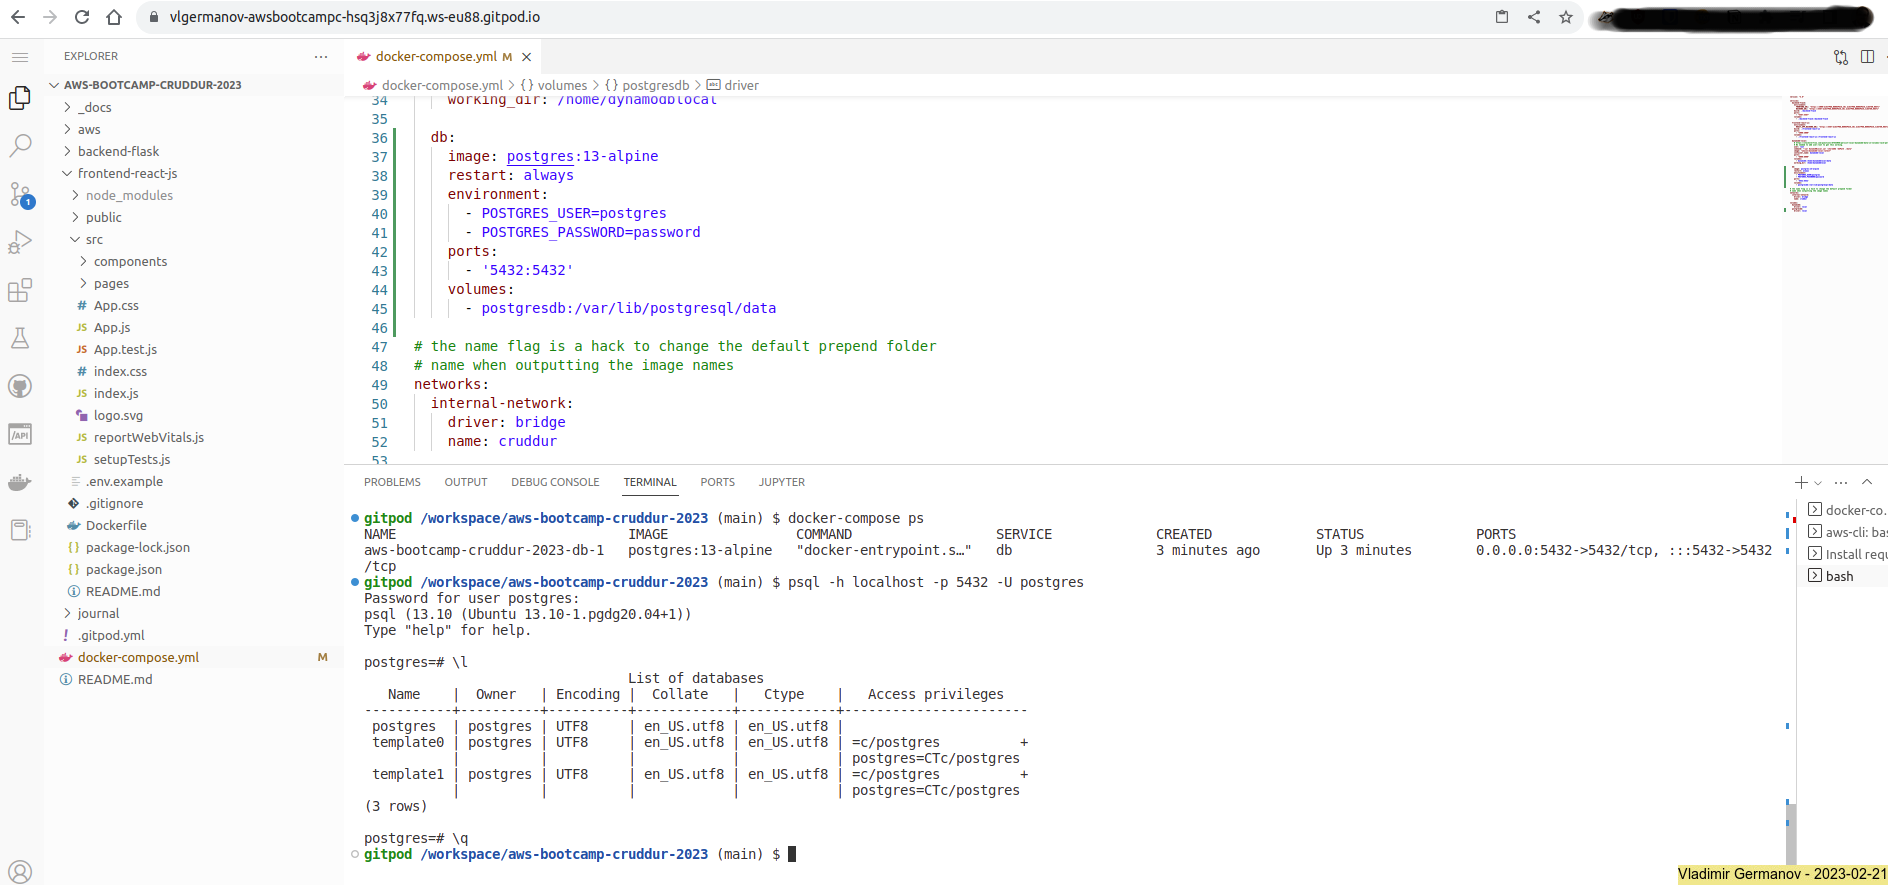 vlgermanov-awsbootcampc-hsq3j8x77fq.ws-eu88.gitpod.io
EXPLORER
AWS-BOOTCAMP-CRUDDUR-2023
_docs
aws
backend-flask
frontend-react-js
node_modules
public
src
components
pages
# App.css
JS App.js
JS App.test.js
# index.css
JS index.js
logo.svg
JS reportWebVitals.js
JS setupTests.js
.env.example
.gitignore
Dockerfile
{} package-lock.json
{} package.json
README.md
journal
! .gitpod.yml
docker-compose.yml M
README.md
1
/API
docker-compose.yml M
docker-compose.yml > {} volumes > {} postgresdb > abc driver
34 working_dir: /home/dynamodblocal
35
36 db:
37 image: postgres:13-alpine
38 restart: always
39 environment:
40 - POSTGRES_USER=postgres
41 - POSTGRES_PASSWORD=password
42 ports:
43 - '5432:5432'
44 volumes:
45 - postgresdb:/var/lib/postgresql/data
46
47 # the name flag is a hack to change the default prepend folder
48 # name when outputting the image names
49 networks:
50 internal-network:
51 driver: bridge
52 name: cruddur
53
PROBLEMS OUTPUT DEBUG CONSOLE TERMINAL PORTS JUPYTER
gitpod /workspace/aws-bootcamp-cruddur-2023 (main) $ docker-compose ps
NAME IMAGE COMMAND SERVICE CREATED STATUS PORTS
aws-bootcamp-cruddur-2023-db-1 postgres:13-alpine "docker-entrypoint.s…" db 3 minutes ago Up 3 minutes 0.0.0.0:5432->5432/tcp, :::5432->5432
/tcp
gitpod /workspace/aws-bootcamp-cruddur-2023 (main) $ psql -h localhost -p 5432 -U postgres
Password for user postgres:
psql (13.10 (Ubuntu 13.10-1.pgdg20.04+1))
Type "help" for help.
postgres=# \l
List of databases
Name | Owner | Encoding | Collate | Ctype | Access privileges
-----------+----------+----------+------------+------------+-----------------------
postgres | postgres | UTF8 | en_US.utf8 | en_US.utf8 |
template0 | postgres | UTF8 | en_US.utf8 | en_US.utf8 | =c/postgres +
| | | | | postgres=CTc/postgres
template1 | postgres | UTF8 | en_US.utf8 | en_US.utf8 | =c/postgres +
| | | | | postgres=CTc/postgres
(3 rows)
postgres=# \q
gitpod /workspace/aws-bootcamp-cruddur-2023 (main) $
docker-co.
aws-cli: ba
Install requ
bash
Vladimir Germanov - 2023-02-21